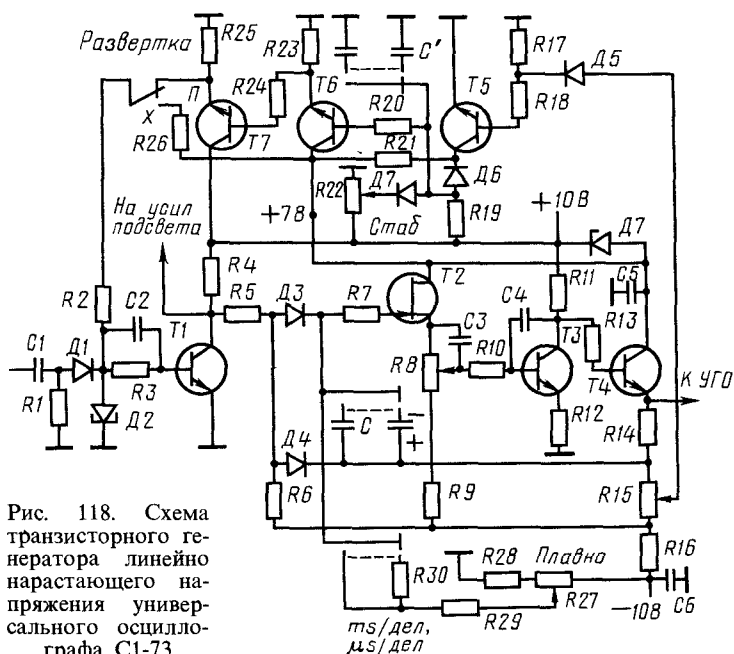 Развертка
R25
R23
C'
R17
Д5
П
R24
T6
T5
R18
X
R20
R26
T7
R21
R22
Д7
Д6
На усил
подсвета
+7В
Стаб
R19
+10В
Д7
R4
T2
R11
C5
R2
C2
T1
R5
Д3
R7
C4
R13
C3
T3
C1
Д1
R8
R10
T4
R3
К УГО
R1
Д2
C
R12
R14
Д4
R6
R9
R15
R16
R28
Плавно
R30
R27
C6
R29
−10В
ms/дел,
μs/дел
Рис. 118. Схема
транзисторного ге-
нератора линейно
нарастающего на-
пряжения универ-
сального осцилло-
графа С1-73